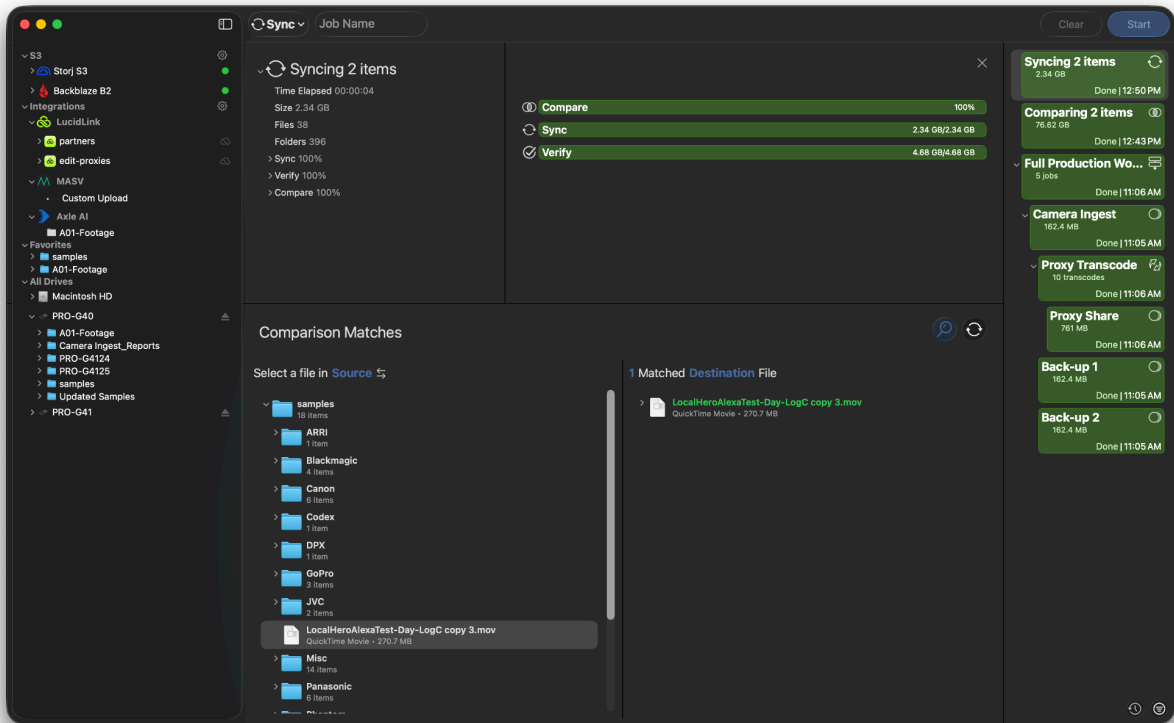 Sync
Job Name
Clear
Start
S3
Storj S3
Backblaze B2
Integrations
LucidLink
partners
edit-proxies
MASV
Custom Upload
Axle AI
A01-Footage
Favorites
samples
A01-Footage
All Drives
Macintosh HD
PRO-G40
A01-Footage
Camera Ingest_Reports
PRO-G4124
PRO-G4125
samples
Updated Samples
PRO-G41
Syncing 2 items
Time Elapsed 00:00:04
Size 2.34 GB
Files 38
Folders 396
Sync 100%
Verify 100%
Compare 100%
Compare 100%
Sync 2.34 GB/2.34 GB
Verify 4.68 GB/4.68 GB
Comparison Matches
Select a file in Source
samples
18 items
ARRI
1 item
Blackmagic
4 items
Canon
6 items
Codex
1 item
DPX
1 item
GoPro
3 items
JVC
2 items
LocalHeroAlexaTest-Day-LogC copy 3.mov
QuickTime Movie • 270.7 MB
Misc
14 items
Panasonic
6 items
1 Matched Destination File
LocalHeroAlexaTest-Day-LogC copy 3.mov
QuickTime Movie • 270.7 MB
Syncing 2 items
2.34 GB
Done | 12:50 PM
Comparing 2 items
76.62 GB
Done | 12:43 PM
Full Production Wo...
5 jobs
Done | 11:06 AM
Camera Ingest
162.4 MB
Done | 11:05 AM
Proxy Transcode
10 transcodes
Done | 11:06 AM
Proxy Share
761 MB
Done | 11:06 AM
Back-up 1
162.4 MB
Done | 11:05 AM
Back-up 2
162.4 MB
Done | 11:05 AM